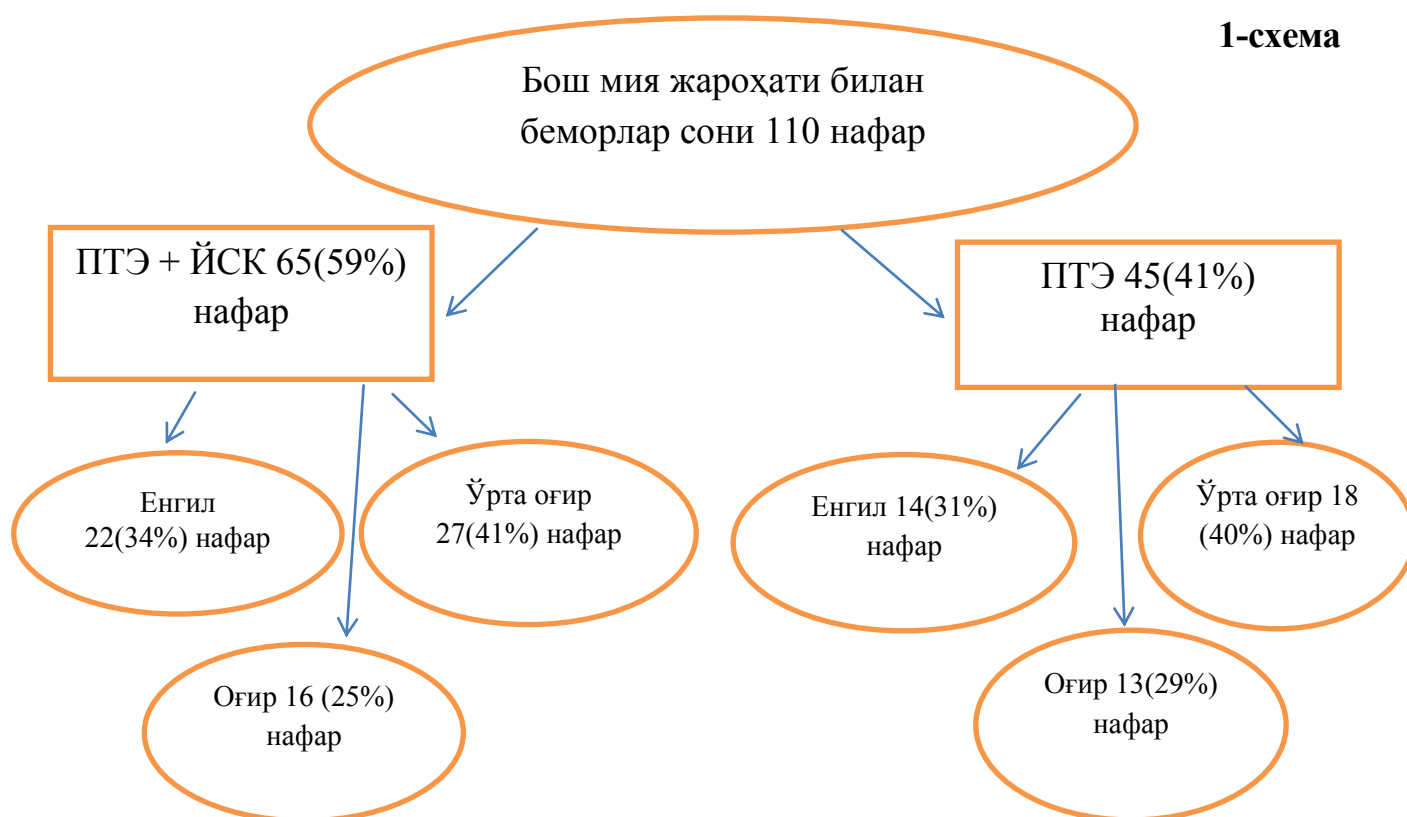 1-схема
Бош мия жароҳати билан
беморлар сони 110 нафар
ПТЭ + ЙСК 65(59%)
нафар
ПТЭ 45(41%)
нафар
Енгил
22(34%) нафар
Ўрта оғир
27(41%) нафар
Енгил 14(31%)
нафар
Ўрта оғир 18
(40%) нафар
Оғир 16 (25%)
нафар
Оғир 13(29%)
нафар